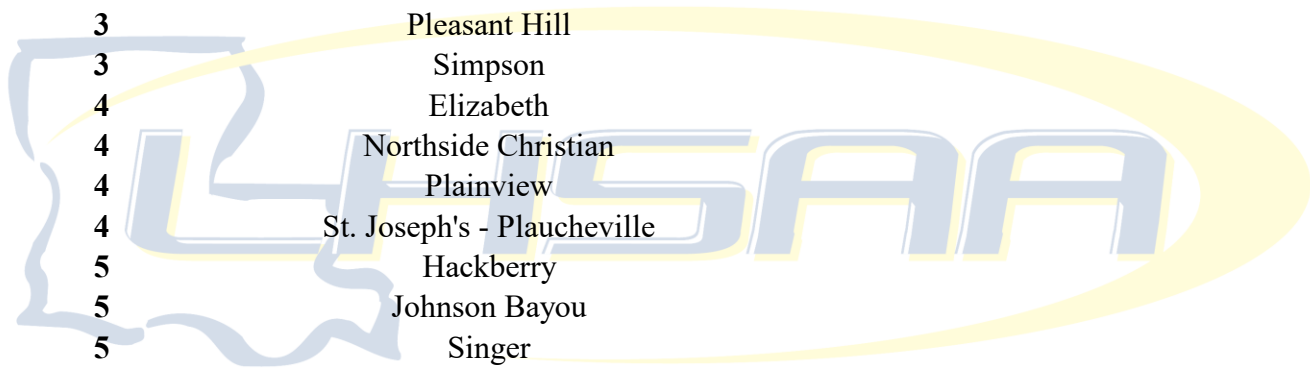 3 Pleasant Hill
3 Simpson
4 Elizabeth
4 Northside Christian
4 Plainview
4 St. Joseph's - Plaucheville
5 Hackberry
5 Johnson Bayou
5 Singer
LHSAA